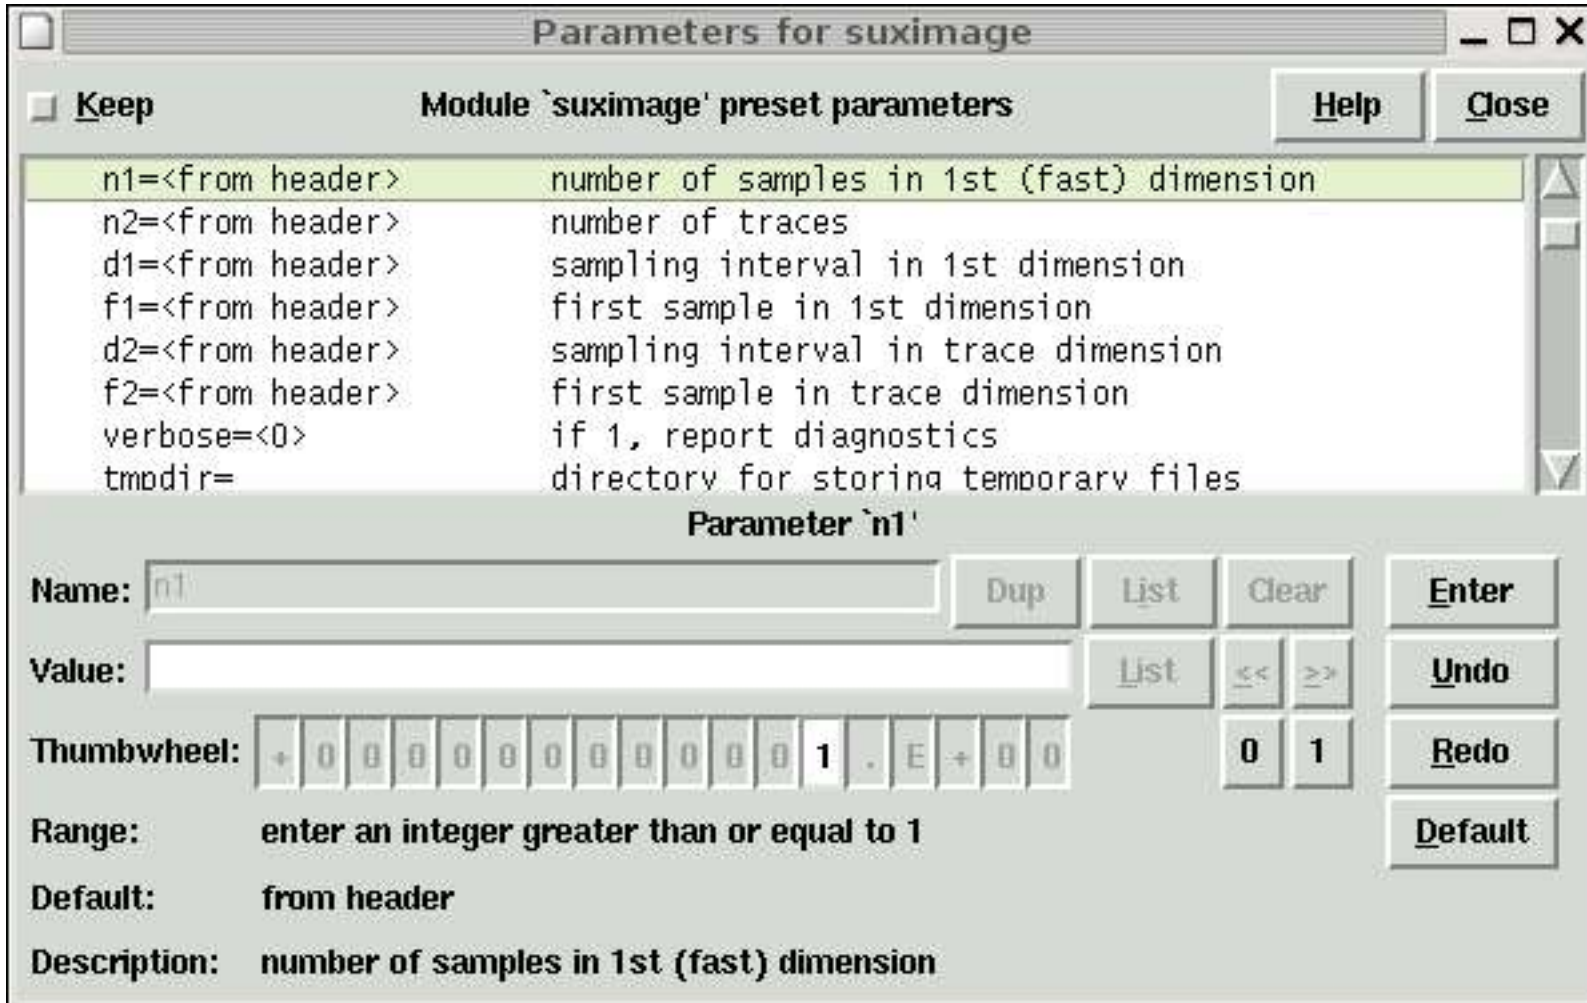 Parameters for suximage
Keep Module `suximage' preset parameters Help Close
n1=<from header> number of samples in 1st (fast) dimension
n2=<from header> number of traces
d1=<from header> sampling interval in 1st dimension
f1=<from header> first sample in 1st dimension
d2=<from header> sampling interval in trace dimension
f2=<from header> first sample in trace dimension
verbose=<0> if 1, report diagnostics
tmpdir= directory for storing temporary files
Parameter `n1'
Name: n1 Dup List Clear Enter
Value: List << >> Undo
Thumbwheel: + 0 0 0 0 0 0 0 0 0 0 0 1 . E + 0 0 0 1 Redo
Range: enter an integer greater than or equal to 1 Default
Default: from header
Description: number of samples in 1st (fast) dimension